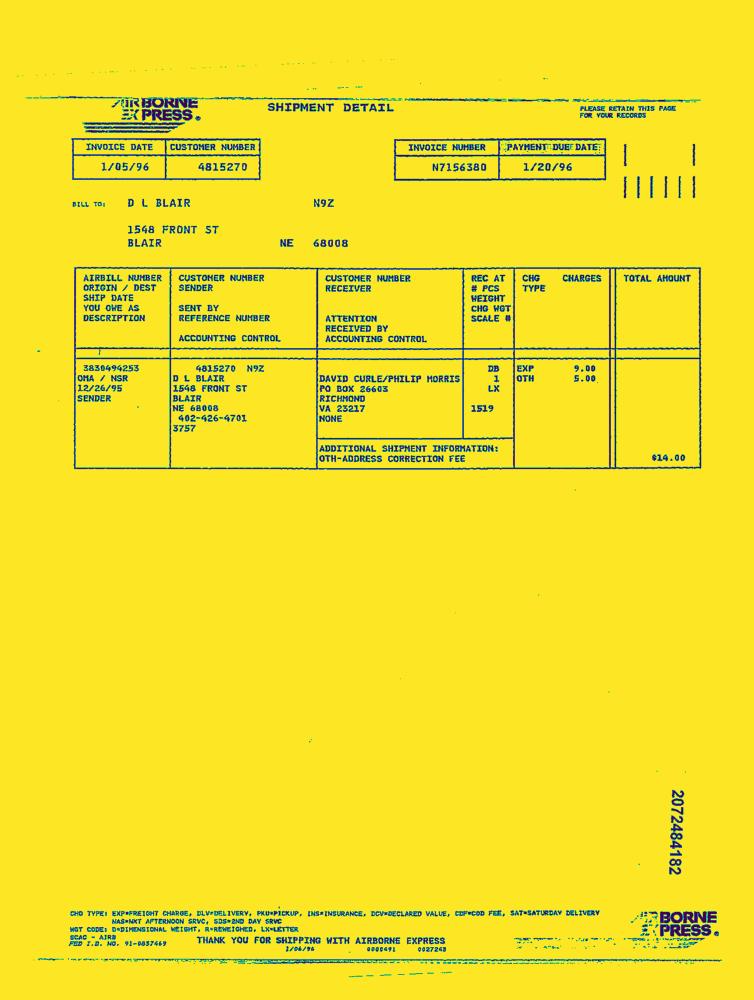 AIRBORNE
EXPRESS®
SHIPMENT DETAIL
PLEASE RETAIN THIS PAGE
FOR YOUR RECORDS
INVOICE DATE CUSTOMER NUMBER INVOICE NUMBER PAYMENT DUE DATE
1/05/96 4815270 N7156380 1/20/96
BILL TO: D L BLAIR N9Z
1548 FRONT ST
BLAIR NE 68008
AIRBILL NUMBER CUSTOMER NUMBER CUSTOMER NUMBER REC AT CHG CHARGES TOTAL AMOUNT
ORIGIN / DEST SENDER RECEIVER # PCS TYPE
SHIP DATE WEIGHT
YOU OWE AS SENT BY CHG WGT
DESCRIPTION REFERENCE NUMBER ATTENTION SCALE #
RECEIVED BY
ACCOUNTING CONTROL ACCOUNTING CONTROL
3830494253 4815270 N9Z DB EXP 9.00
OMA / NSR D L BLAIR DAVID CURLE/PHILIP MORRIS 1 OTH 5.00
12/26/95 1548 FRONT ST PO BOX 26603 LX
SENDER BLAIR RICHMOND
NE 68008 VA 23217 1519
402-426-4701 NONE
3757
ADDITIONAL SHIPMENT INFORMATION:
OTH-ADDRESS CORRECTION FEE $14.00
2072484182
CHG TYPE: EXP=FREIGHT CHARGE, DLV=DELIVERY, PKU=PICKUP, INS=INSURANCE, DCV=DECLARED VALUE, CDF=COD FEE, SAT=SATURDAY DELIVERY
NAS=NXT AFTERNOON SRVC, SDS=2ND DAY SRVC
WGT CODE: D=DIMENSIONAL WEIGHT, R=REWEIGHED, LX=LETTER
SCAC - AIRB
FED I.D. NO. 91-0837469 THANK YOU FOR SHIPPING WITH AIRBORNE EXPRESS
1/06/96 0000491 0027248
AIRBORNE
EXPRESS®